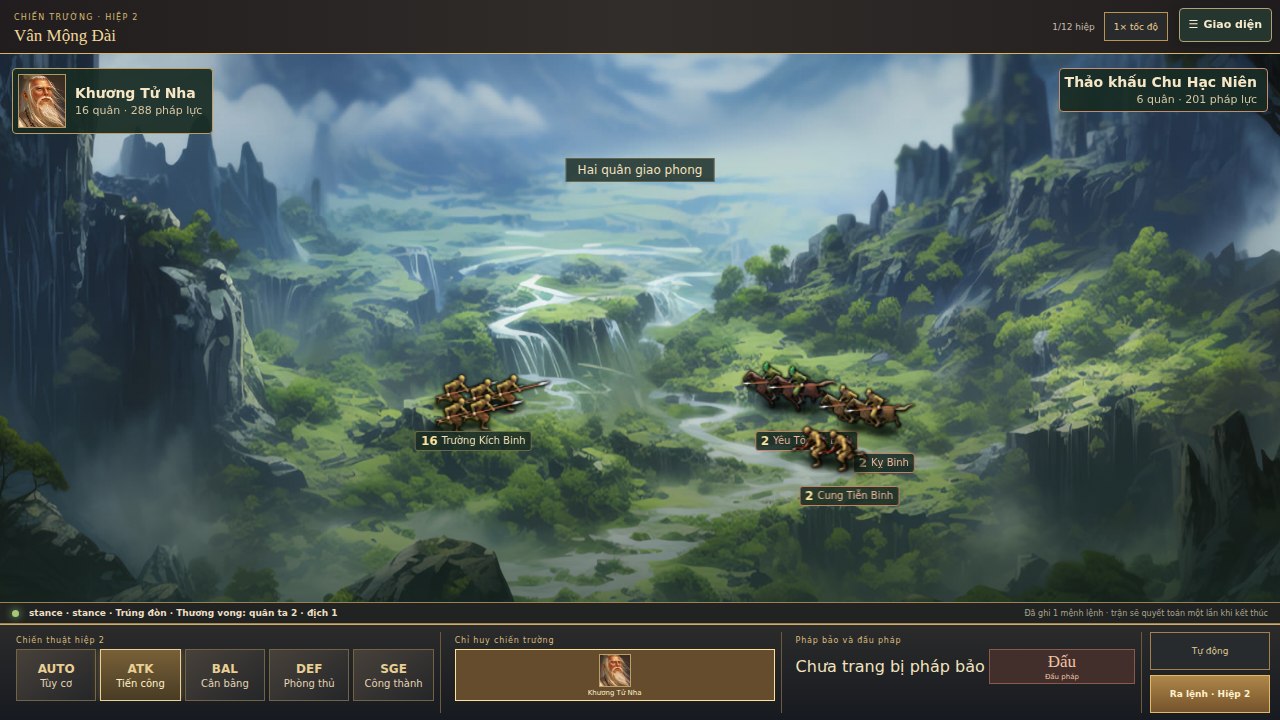 CHIẾN TRƯỜNG · HIỆP 2
Vân Mộng Đài
1/12 hiệp
1× tốc độ
☰ Giao diện
Khương Tử Nha
16 quân · 288 pháp lực
Thảo khấu Chu Hạc Niên
6 quân · 201 pháp lực
Hai quân giao phong
16 Trường Kích Binh
2 Yêu
2 Kỵ Binh
2 Cung Tiễn Binh
stance · stance · Trúng đòn · Thương vong: quân ta 2 · địch 1
Đã ghi 1 mệnh lệnh · trận sẽ quyết toán một lần khi kết thúc
Chiến thuật hiệp 2
AUTO
Tùy cơ
ATK
Tiến công
BAL
Cân bằng
DEF
Phòng thủ
SGE
Công thành
Chỉ huy chiến trường
Khương Tử Nha
Pháp bảo và đấu pháp
Chưa trang bị pháp bảo
Đấu
Đấu pháp
Tự động
Ra lệnh · Hiệp 2